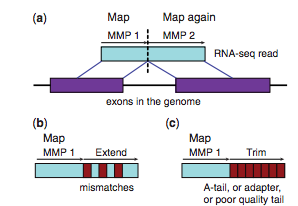 (a)
Map Map again
MMP 1 MMP 2
RNA-seq read
exons in the genome
(b) (c)
Map Map
MMP 1 Extend MMP 1 Trim
mismatches A-tail, or adapter,
or poor quality tail